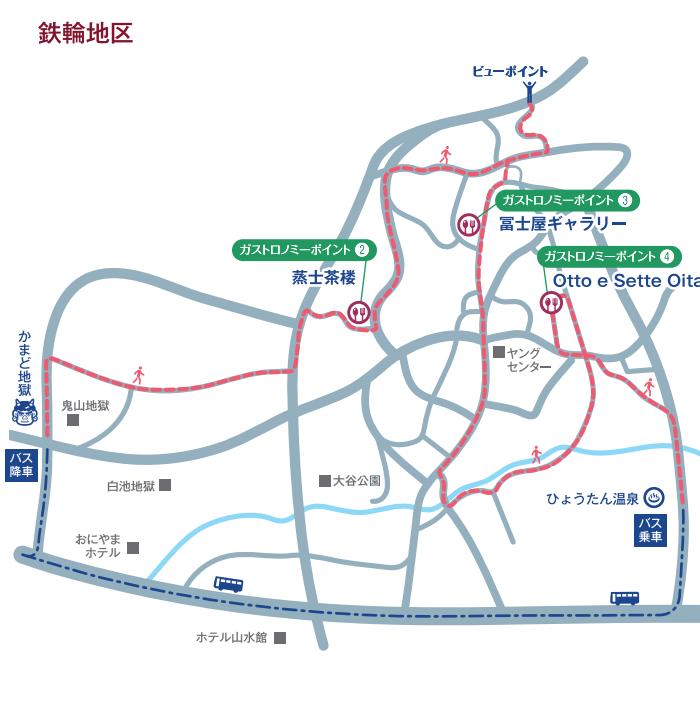 鉄輪地区
ビューポイント
ガストロノミーポイント 3
冨士屋ギャラリー
ガストロノミーポイント 2
蒸士茶楼
ガストロノミーポイント 4
Otto e Sette Oita
かまど地獄
ヤング
センター
鬼山地獄
バス
降車
白池地獄
大谷公園
ひょうたん温泉
バス
乗車
おにやま
ホテル
ホテル山水館